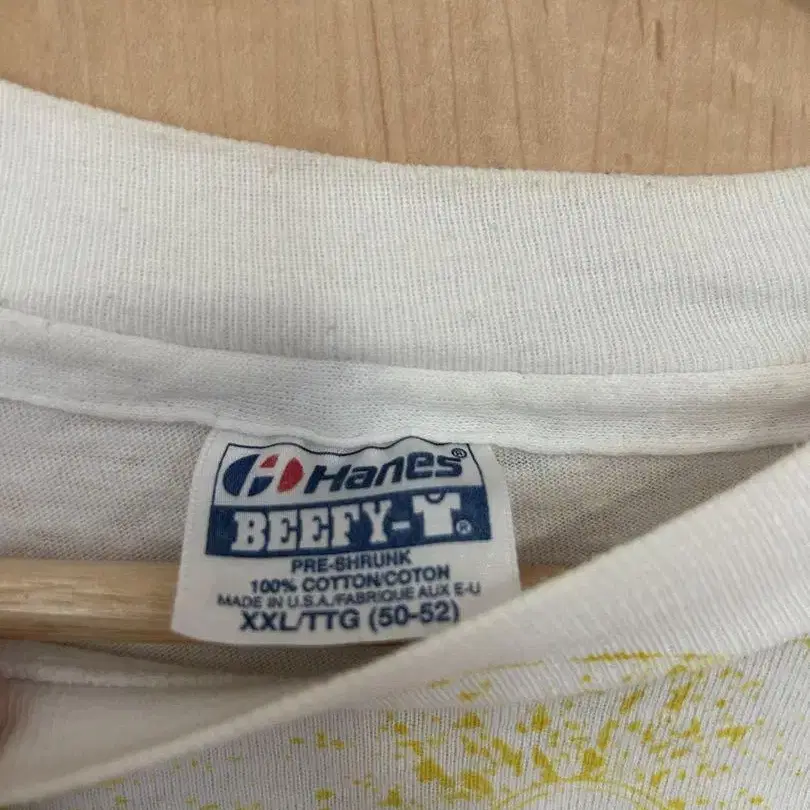 Hanes®
BEEFY-T®
PRE-SHRUNK
100% COTTON/COTON
MADE IN U.S.A./FABRIQUE AUX E-U
XXL/TTG (50-52)